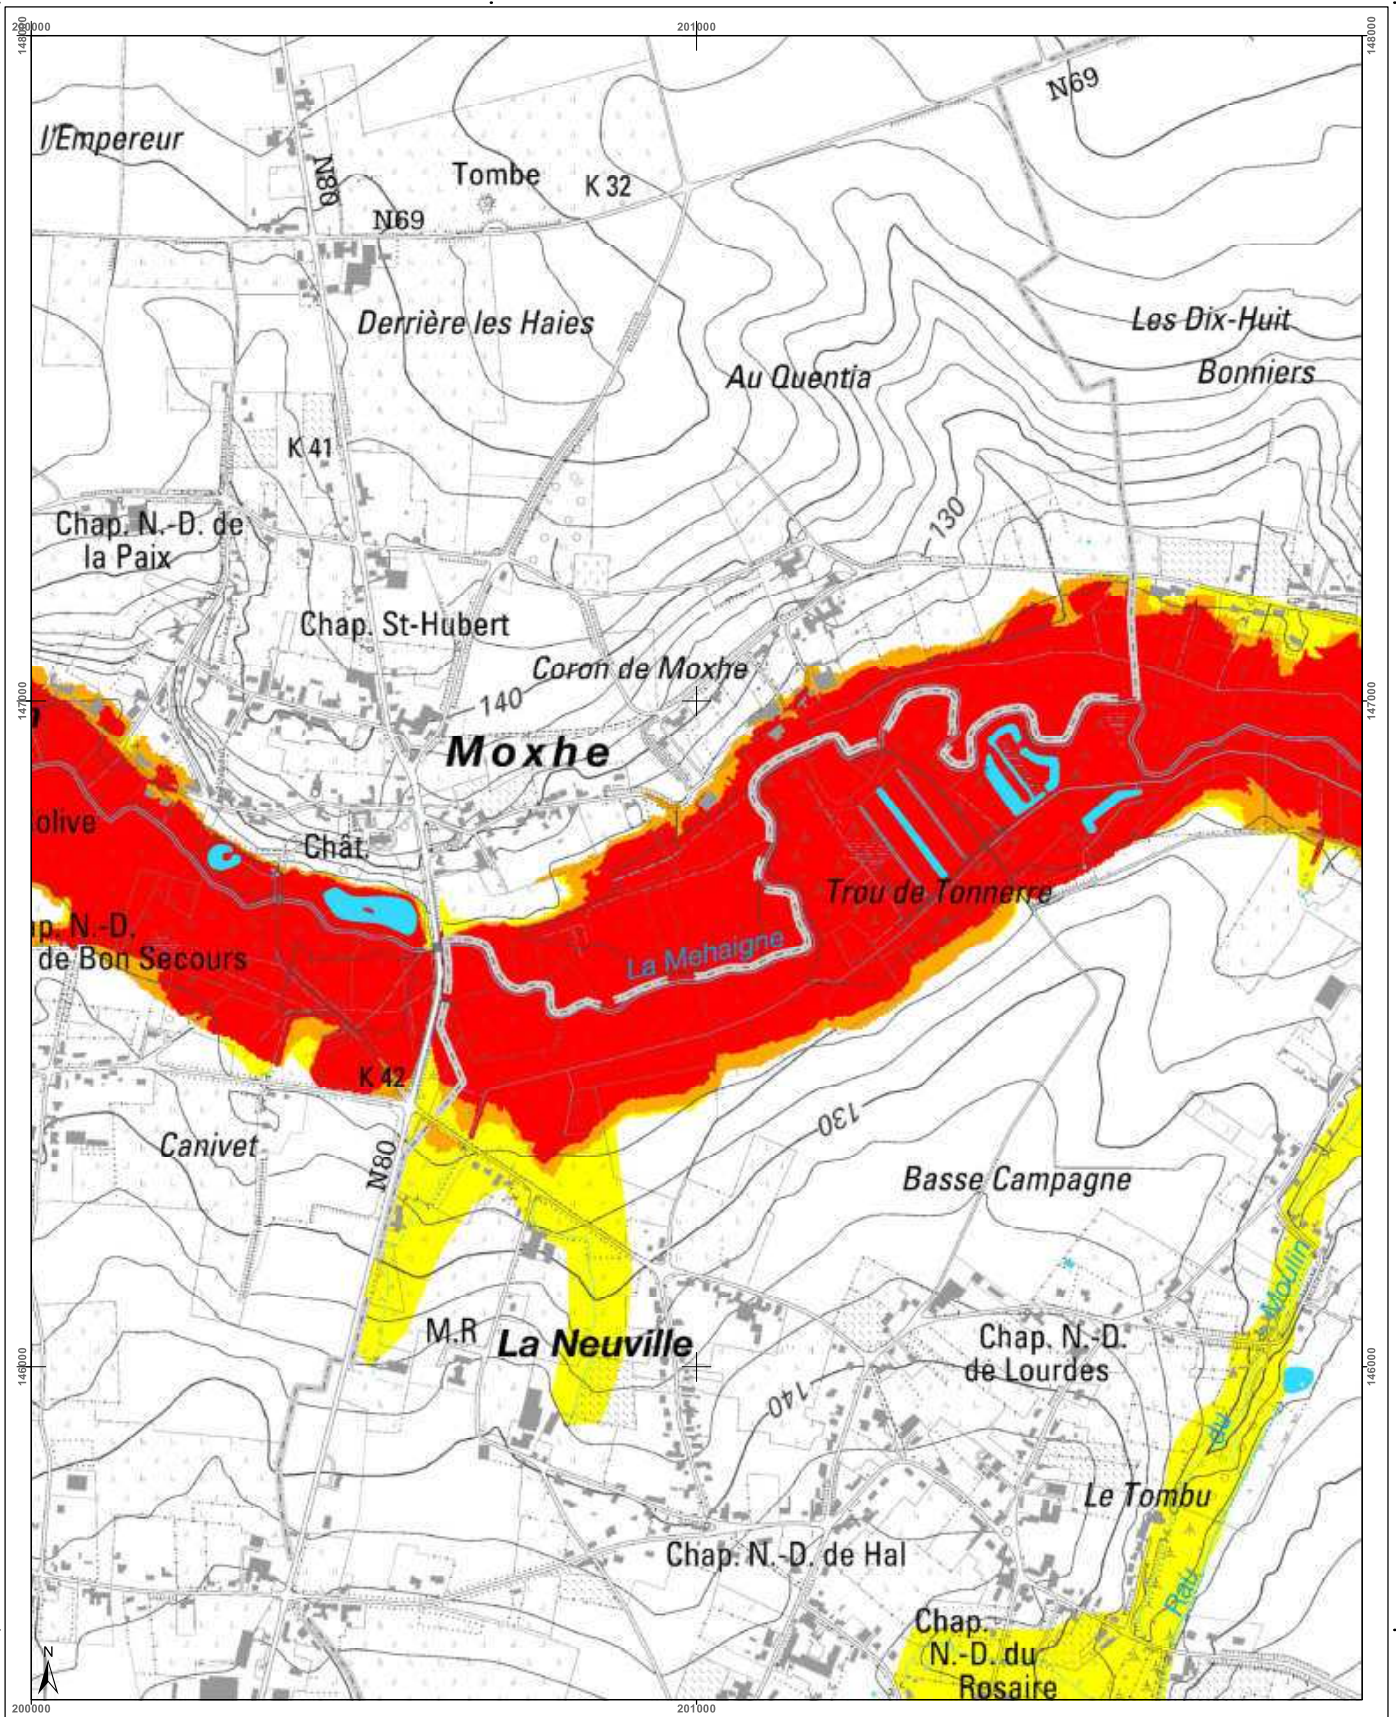 200000
201000
148000
148000
N69
l'Empereur
N80
Tombe
K 32
N69
Derrière les Haies
Les Dix-Huit
Au Quentia
Bonniers
K 41
130
Chap. N.-D. de
la Paix
Chap. St-Hubert
Coron de Moxhe
147000
147000
140
Moxhe
olive
Chât.
Trou de Tonnerre
p. N.-D.
de Bon Secours
La Mehaigne
K 42
130
Canivet
N80
Basse Campagne
Moulin
M.R
La Neuville
Chap. N.-D.
de Lourdes
146000
146000
140
du
Le Tombu
Chap. N.-D. de Hal
Rau
Chap.
N.-D. du
Rosaire
N
200000
201000